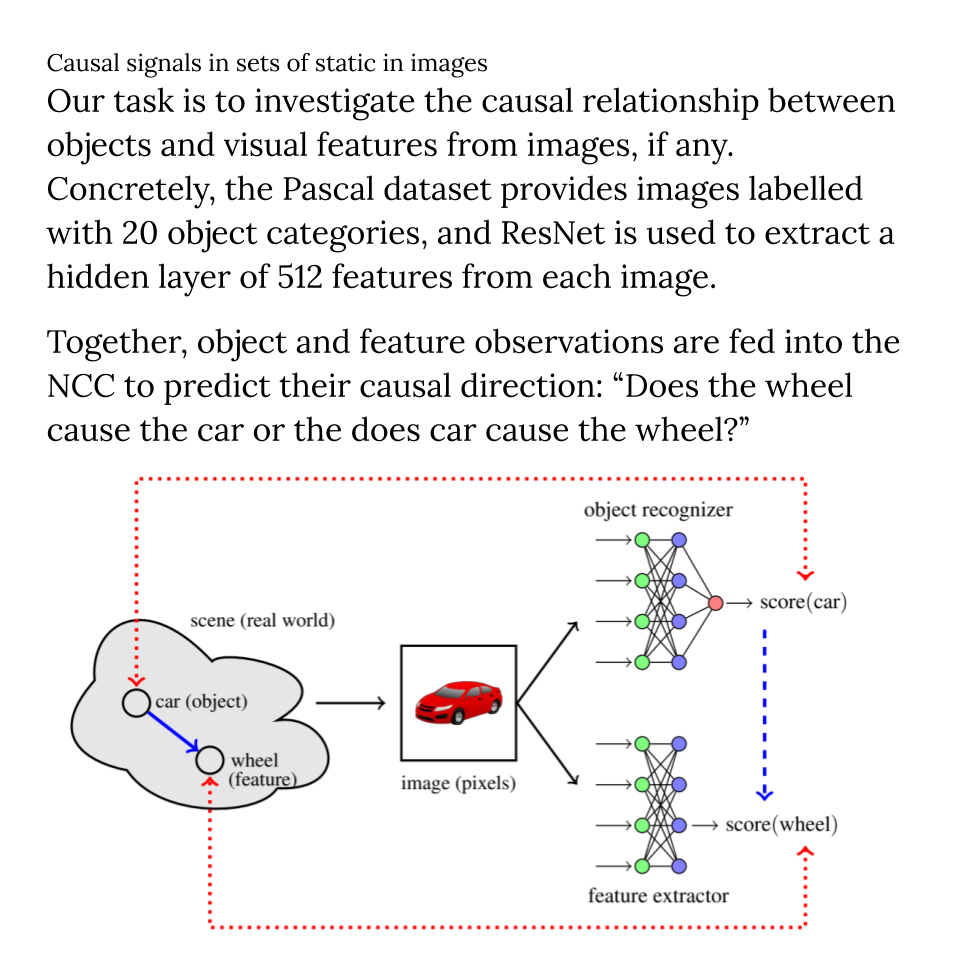 Causal signals in sets of static in images
Our task is to investigate the causal relationship between
objects and visual features from images, if any.
Concretely, the Pascal dataset provides images labelled
with 20 object categories, and ResNet is used to extract a
hidden layer of 512 features from each image.
Together, object and feature observations are fed into the
NCC to predict their causal direction: “Does the wheel
cause the car or the does car cause the wheel?”
object recognizer
score(car)
scene (real world)
car (object)
wheel
(feature)
image (pixels)
score(wheel)
feature extractor